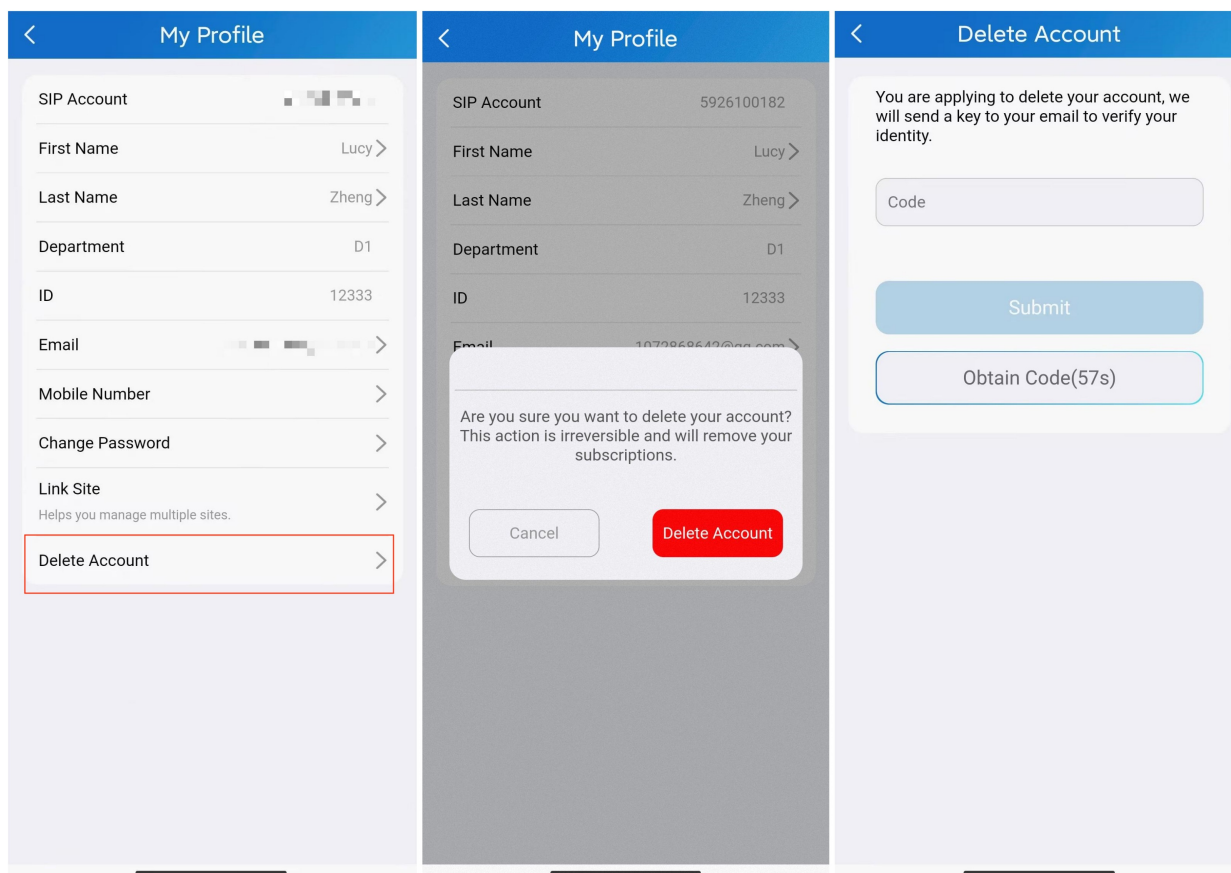 My Profile
SIP Account
First Name Lucy
Last Name Zheng
Department D1
ID 12333
Email
Mobile Number
Change Password
Link Site
Helps you manage multiple sites.
Delete Account
My Profile
SIP Account 5926100182
First Name Lucy
Last Name Zheng
Department D1
ID 12333
Email 1072868642@qq.com
Are you sure you want to delete your account?
This action is irreversible and will remove your
subscriptions.
Cancel Delete Account
Delete Account
You are applying to delete your account, we
will send a key to your email to verify your
identity.
Code
Submit
Obtain Code(57s)